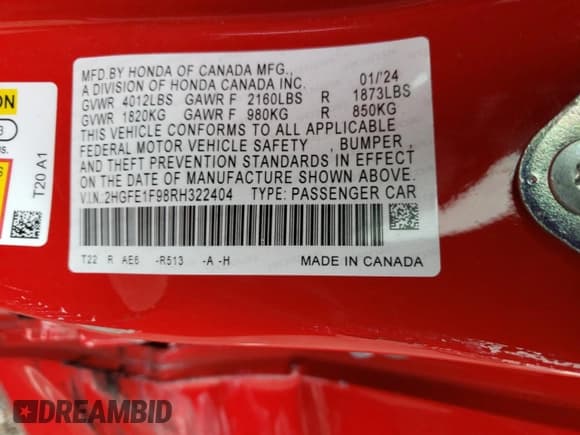 MFD.BY HONDA OF CANADA MFG.,
A DIVISION OF HONDA CANADA INC. 01/'24
GVWR 4012LBS GAWR F 2160LBS R 1873LBS
GVWR 1820KG GAWR F 980KG R 850KG
THIS VEHICLE CONFORMS TO ALL APPLICABLE
FEDERAL MOTOR VEHICLE SAFETY , BUMPER ,
AND THEFT PREVENTION STANDARDS IN EFFECT
ON THE DATE OF MANUFACTURE SHOWN ABOVE.
V.I.N.:2HGFE1F98RH322404 TYPE: PASSENGER CAR
T22 R AE6 -R513 -A -H MADE IN CANADA
T20 A1
DREAMBID